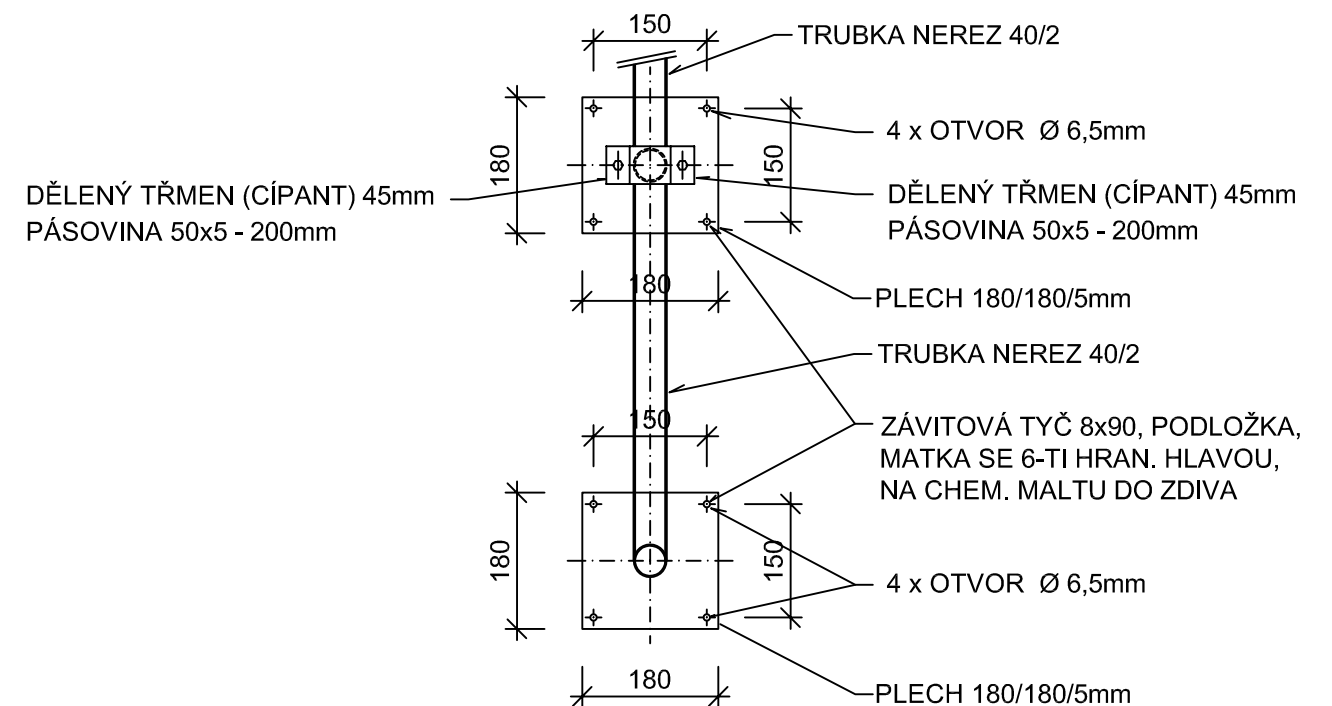 150
TRUBKA NEREZ 40/2
4 x OTVOR Ø 6,5mm
180
150
DĚLENÝ TŘMEN (CÍPANT) 45mm
PÁSOVINA 50x5 - 200mm
DĚLENÝ TŘMEN (CÍPANT) 45mm
PÁSOVINA 50x5 - 200mm
180
PLECH 180/180/5mm
TRUBKA NEREZ 40/2
150
ZÁVITOVÁ TYČ 8x90, PODLOŽKA,
MATKA SE 6-TI HRAN. HLAVOU,
NA CHEM. MALTU DO ZDIVA
180
150
4 x OTVOR Ø 6,5mm
180
PLECH 180/180/5mm